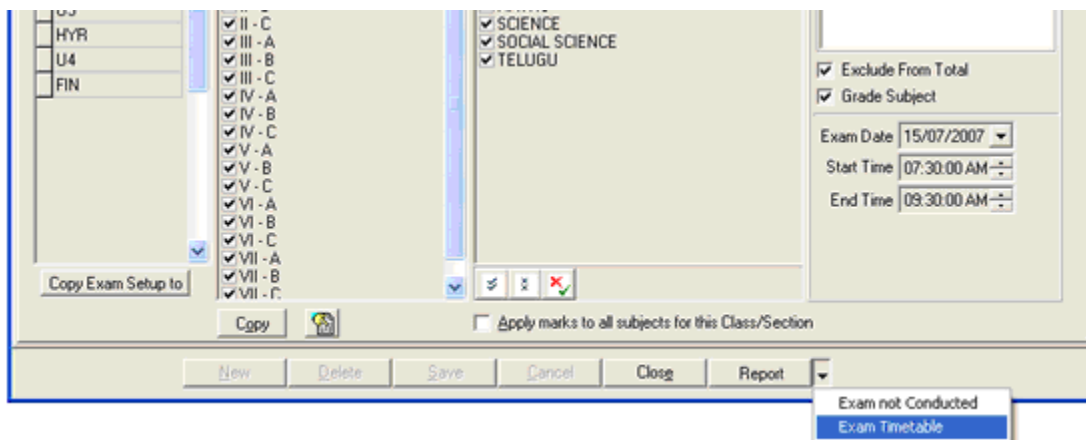 HYR
U4
FIN
Copy Exam Setup to
II - C
III - A
III - B
III - C
IV - A
IV - B
IV - C
V - A
V - B
V - C
VI - A
VI - B
VI - C
VII - A
VII - B
VII - C
Copy
SCIENCE
SOCIAL SCIENCE
TELUGU
Apply marks to all subjects for this Class/Section
Exclude From Total
Grade Subject
Exam Date 15/07/2007
Start Time 07:30:00 AM
End Time 09:30:00 AM
New Delete Save Cancel Close Report
Exam not Conducted
Exam Timetable